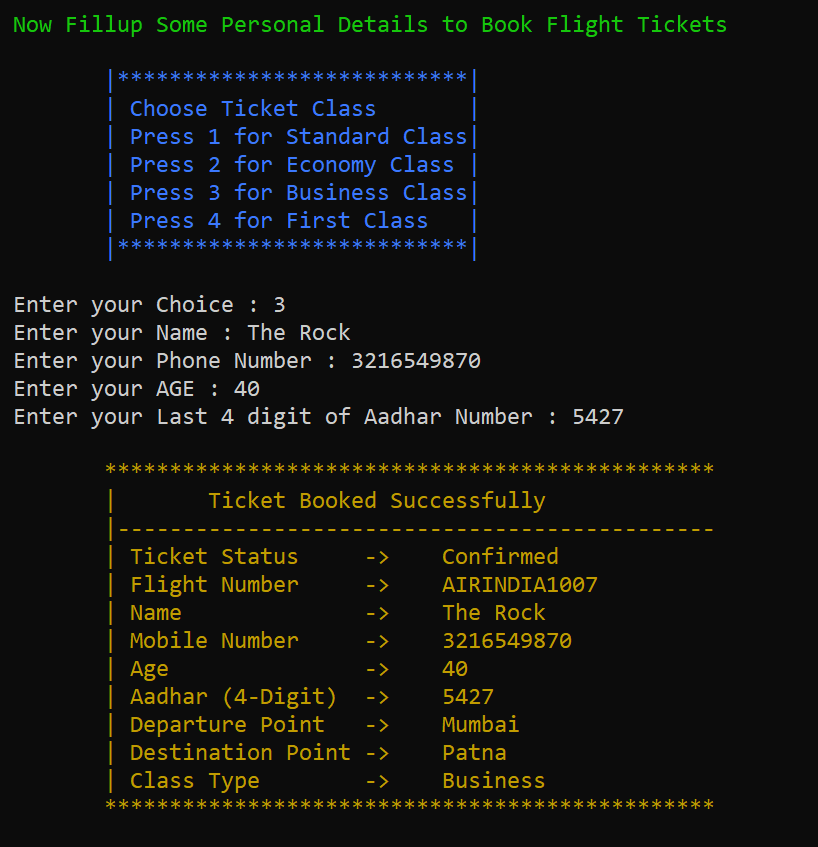 Now Fillup Some Personal Details to Book Flight Tickets
|***************************|
| Choose Ticket Class       |
| Press 1 for Standard Class|
| Press 2 for Economy Class |
| Press 3 for Business Class|
| Press 4 for First Class   |
|***************************|
Enter your Choice : 3
Enter your Name : The Rock
Enter your Phone Number : 3216549870
Enter your AGE : 40
Enter your Last 4 digit of Aadhar Number : 5427
***********************************************
|       Ticket Booked Successfully
|----------------------------------------------
| Ticket Status     ->    Confirmed
| Flight Number     ->    AIRINDIA1007
| Name              ->    The Rock
| Mobile Number     ->    3216549870
| Age               ->    40
| Aadhar (4-Digit)  ->    5427
| Departure Point   ->    Mumbai
| Destination Point ->    Patna
| Class Type        ->    Business
***********************************************